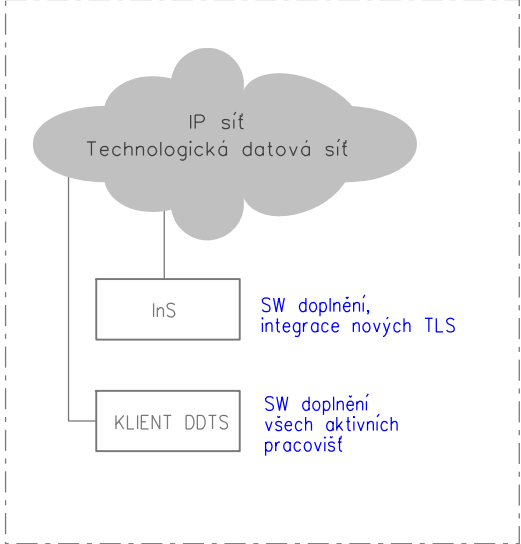 IP síť
Technologická datová síť
InS
SW doplnění,
integrace nových TLS
KLIENT DDTS
SW doplnění
všech aktivních
pracovišť